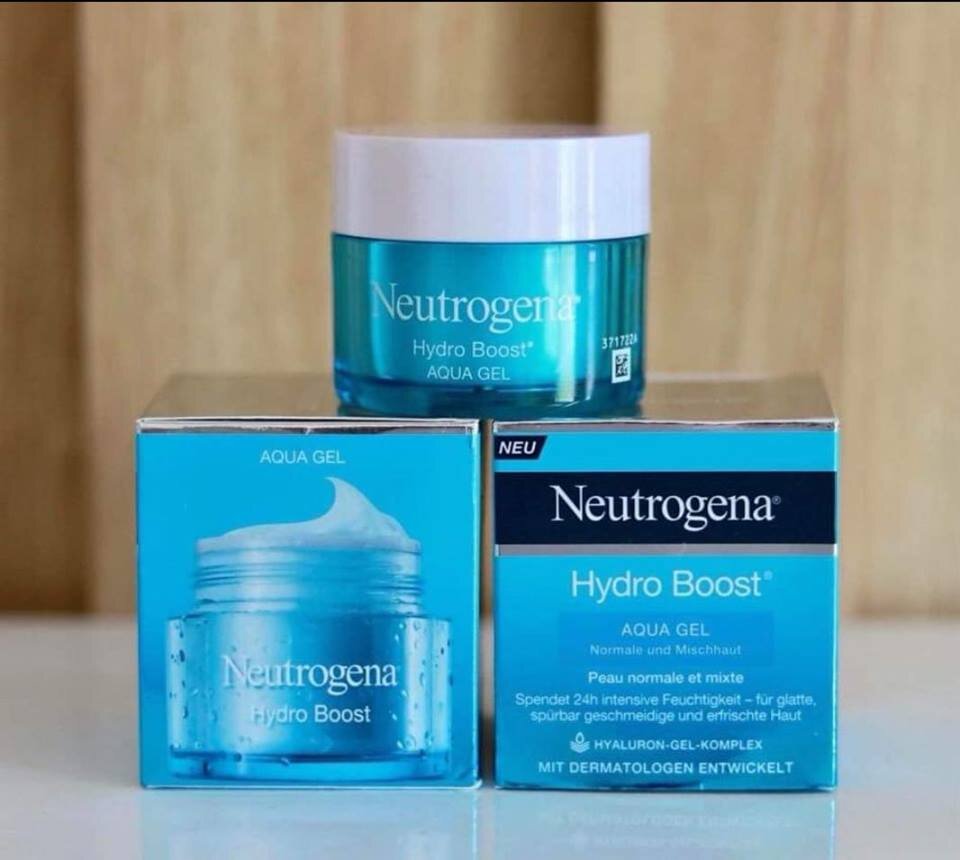 Neutrogena®
Hydro Boost®
AQUA GEL
AQUA GEL
Neutrogena
Hydro Boost
NEU
Neutrogena®
Hydro Boost®
AQUA GEL
Normale und Mischhaut
Peau normale et mixte
Spendet 24h intensive Feuchtigkeit – für glatte,
spürbar geschmeidige und erfrischte Haut
HYALURON-GEL-KOMPLEX
MIT DERMATOLOGEN ENTWICKELT